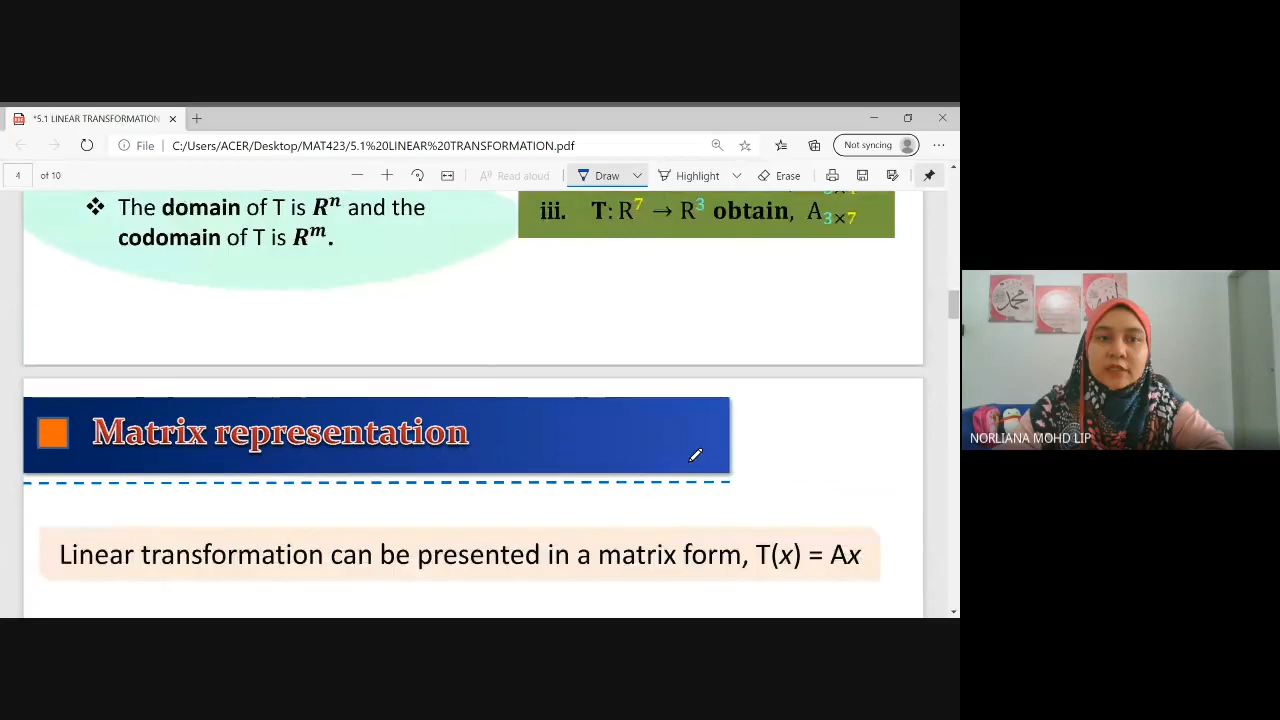 *5.1 LINEAR TRANSFORMATION
File
C:/Users/ACER/Desktop/MAT423/5.1%20LINEAR%20TRANSFORMATION.pdf
Not syncing
4 of 10
Read aloud
Draw
Highlight
Erase
❖ The domain of T is Rⁿ and the
codomain of T is Rᵐ.
iii. T: R⁷ → R³ obtain, A₃ₓ₇
Matrix representation
Linear transformation can be presented in a matrix form, T(x) = Ax
NORLIANA MOHD LIP